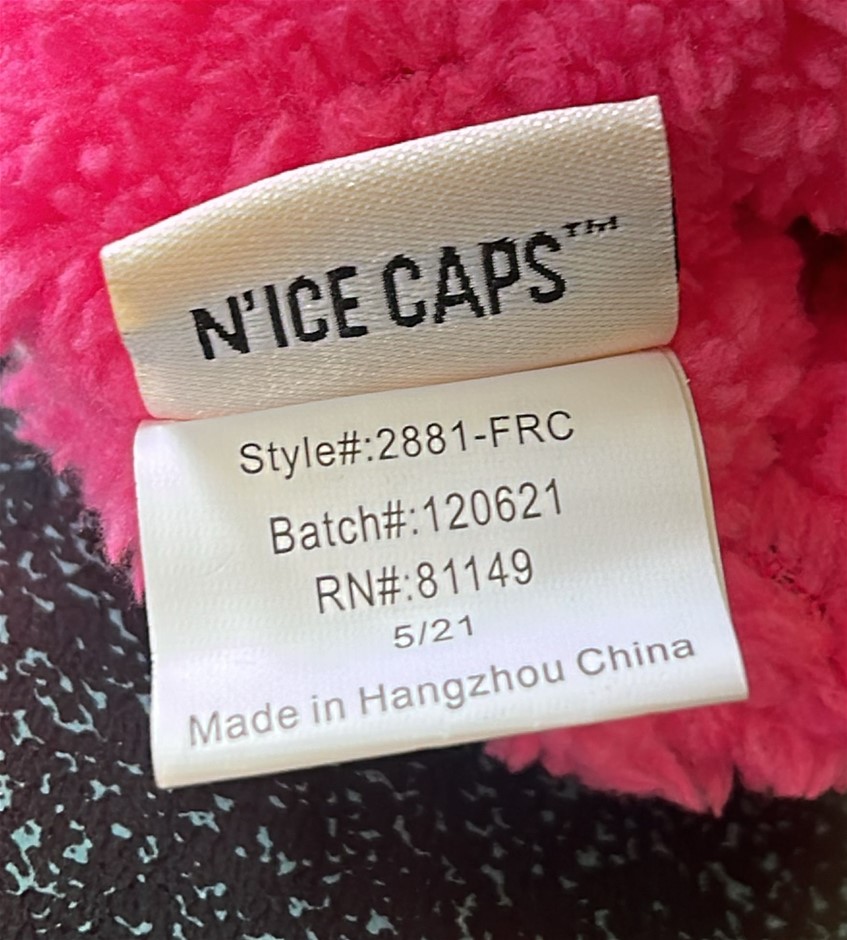 N'ICE CAPS™
Style#:2881-FRC
Batch#:120621
RN#:81149
5/21
Made in Hangzhou China